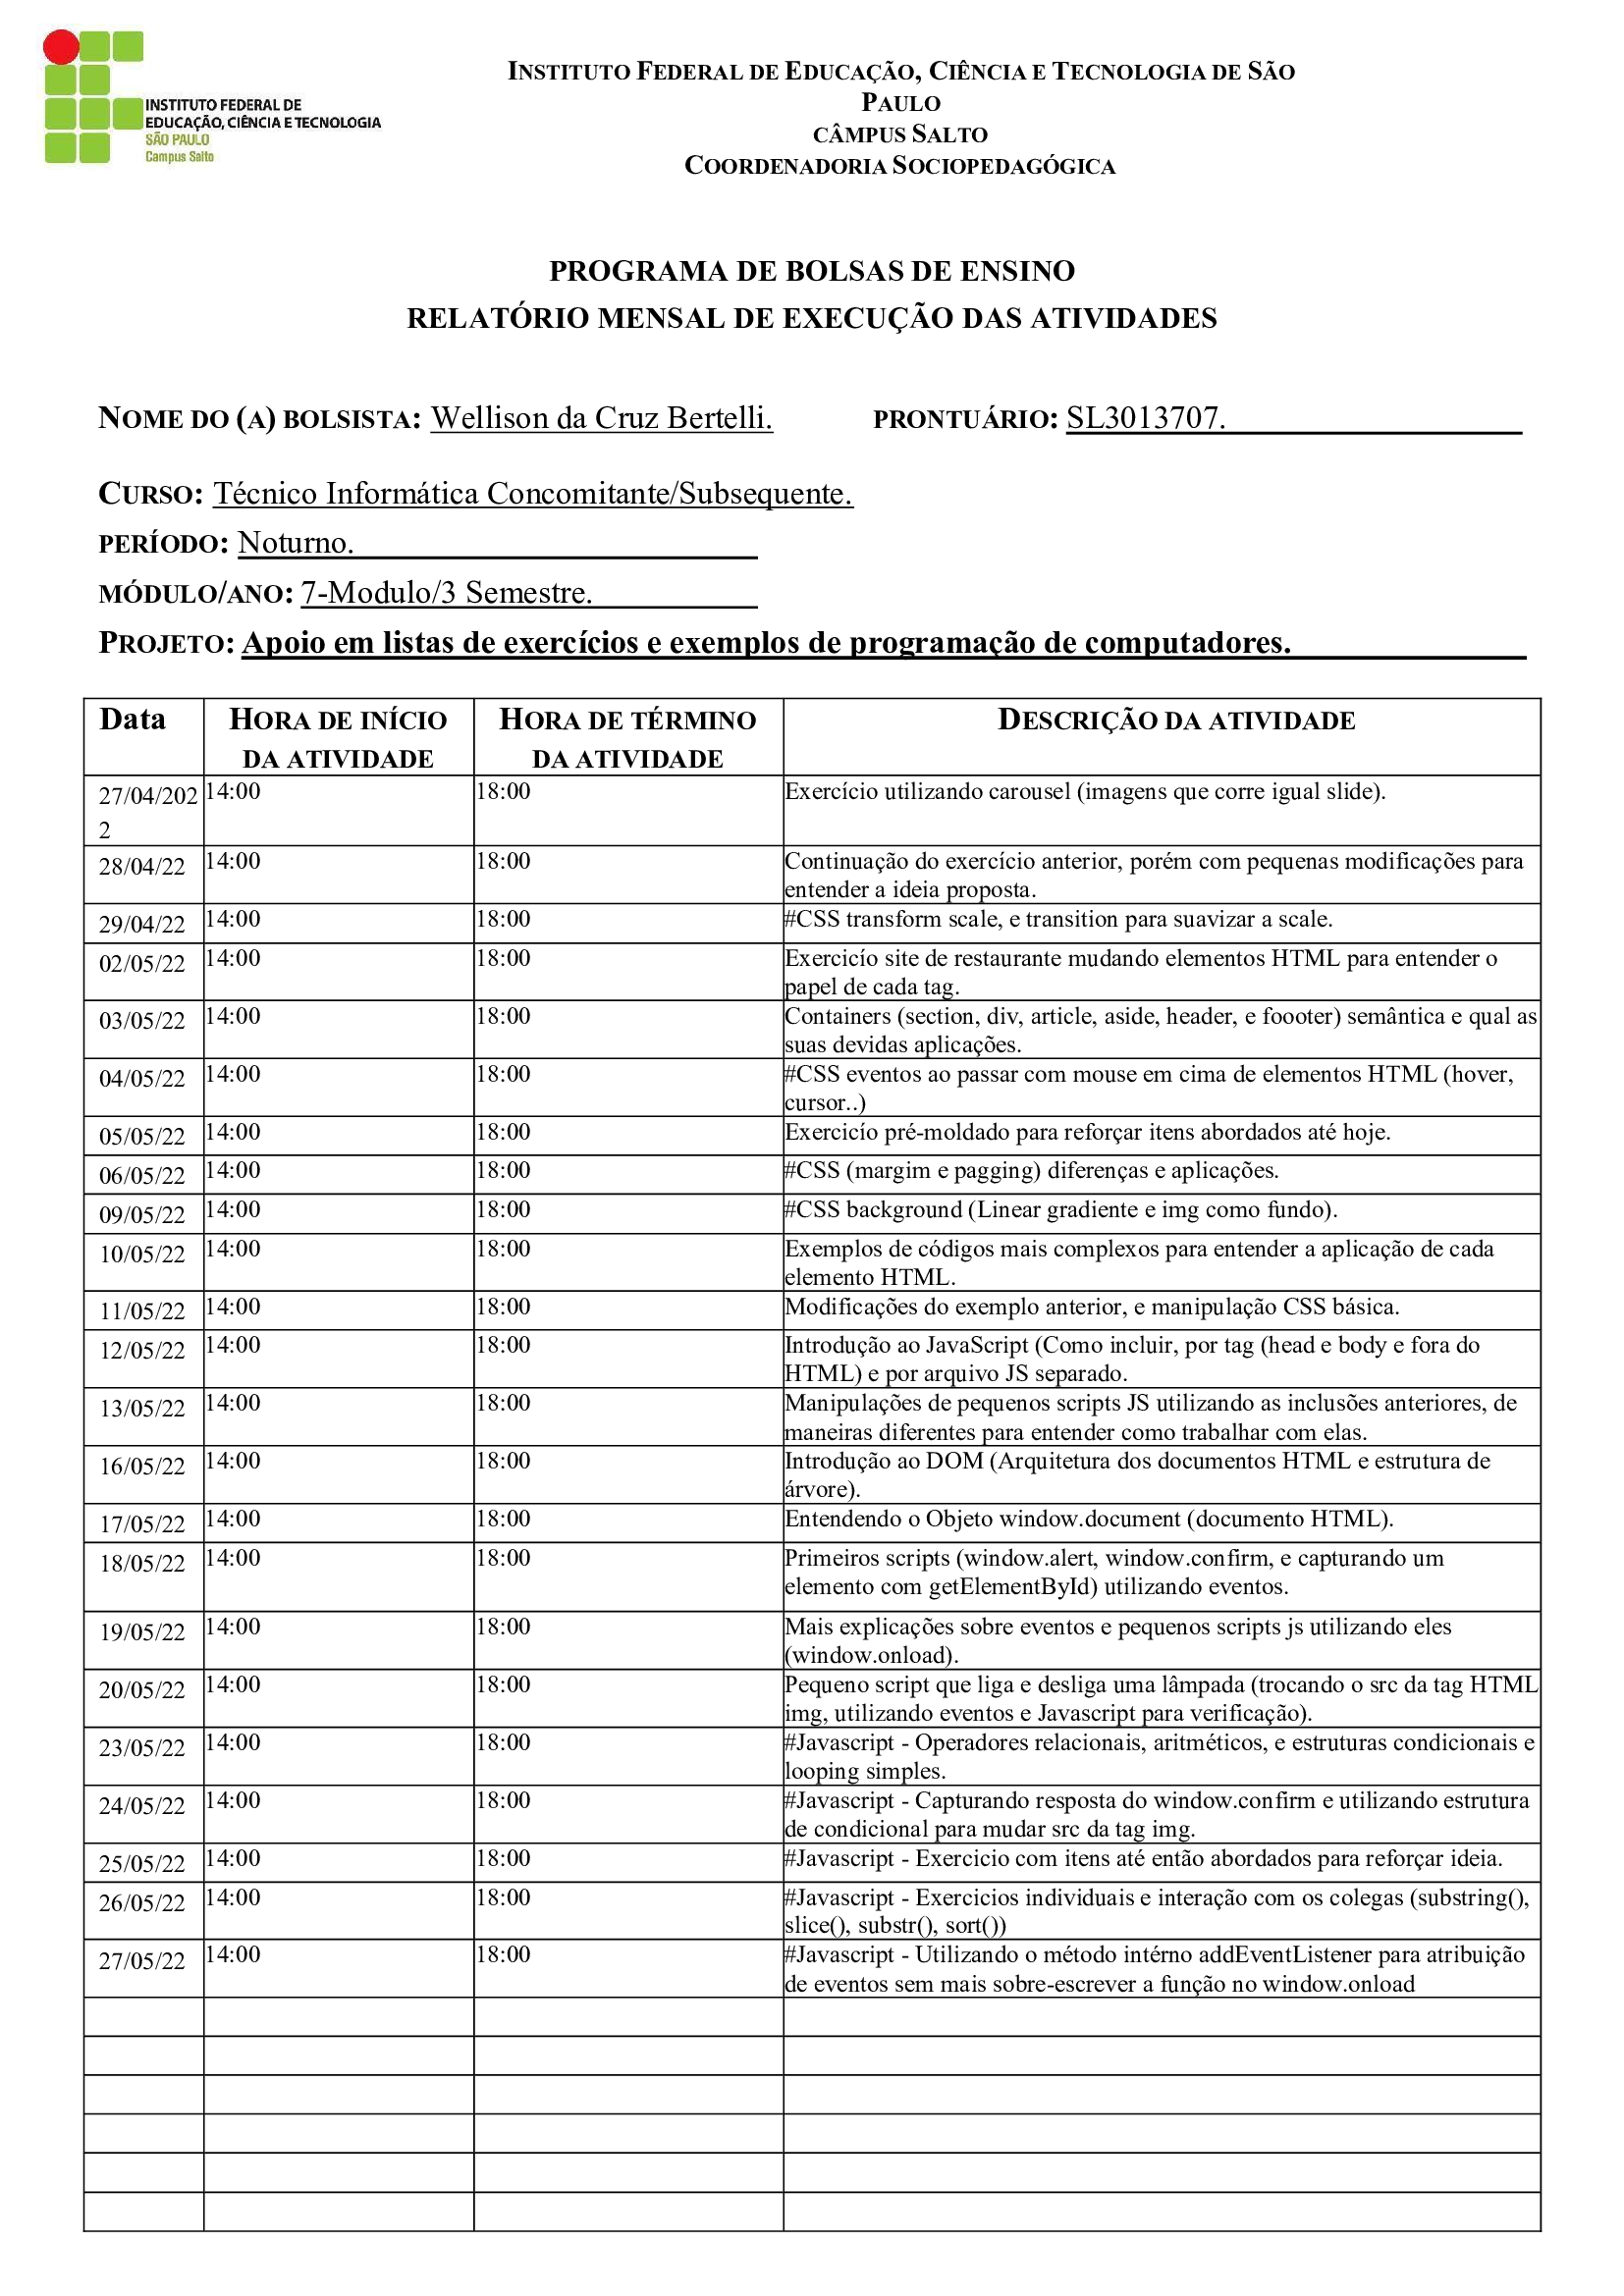 INSTITUTO FEDERAL DE
EDUCAÇÃO, CIÊNCIA E TECNOLOGIA
SÃO PAULO
Campus Salto
INSTITUTO FEDERAL DE EDUCAÇÃO, CIÊNCIA E TECNOLOGIA DE SÃO
PAULO
CÂMPUS SALTO
COORDENADORIA SOCIOPEDAGÓGICA
PROGRAMA DE BOLSAS DE ENSINO
RELATÓRIO MENSAL DE EXECUÇÃO DAS ATIVIDADES
NOME DO (A) BOLSISTA: Wellison da Cruz Bertelli. PRONTUÁRIO: SL3013707.
CURSO: Técnico Informática Concomitante/Subsequente.
PERÍODO: Noturno.
MÓDULO/ANO: 7-Modulo/3 Semestre.
PROJETO: Apoio em listas de exercícios e exemplos de programação de computadores.
Data HORA DE INÍCIO HORA DE TÉRMINO DESCRIÇÃO DA ATIVIDADE
DA ATIVIDADE DA ATIVIDADE
27/04/202 14:00 18:00 Exercício utilizando carousel (imagens que corre igual slide).
2
28/04/22 14:00 18:00 Continuação do exercício anterior, porém com pequenas modificações para
entender a ideia proposta.
29/04/22 14:00 18:00 #CSS transform scale, e transition para suavizar a scale.
02/05/22 14:00 18:00 Exercicío site de restaurante mudando elementos HTML para entender o
papel de cada tag.
03/05/22 14:00 18:00 Containers (section, div, article, aside, header, e foooter) semântica e qual as
suas devidas aplicações.
04/05/22 14:00 18:00 #CSS eventos ao passar com mouse em cima de elementos HTML (hover,
cursor..)
05/05/22 14:00 18:00 Exercicío pré-moldado para reforçar itens abordados até hoje.
06/05/22 14:00 18:00 #CSS (margim e pagging) diferenças e aplicações.
09/05/22 14:00 18:00 #CSS background (Linear gradiente e img como fundo).
10/05/22 14:00 18:00 Exemplos de códigos mais complexos para entender a aplicação de cada
elemento HTML.
11/05/22 14:00 18:00 Modificações do exemplo anterior, e manipulação CSS básica.
12/05/22 14:00 18:00 Introdução ao JavaScript (Como incluir, por tag (head e body e fora do
HTML) e por arquivo JS separado.
13/05/22 14:00 18:00 Manipulações de pequenos scripts JS utilizando as inclusões anteriores, de
maneiras diferentes para entender como trabalhar com elas.
16/05/22 14:00 18:00 Introdução ao DOM (Arquitetura dos documentos HTML e estrutura de
árvore).
17/05/22 14:00 18:00 Entendendo o Objeto window.document (documento HTML).
18/05/22 14:00 18:00 Primeiros scripts (window.alert, window.confirm, e capturando um
elemento com getElementById) utilizando eventos.
19/05/22 14:00 18:00 Mais explicações sobre eventos e pequenos scripts js utilizando eles
(window.onload).
20/05/22 14:00 18:00 Pequeno script que liga e desliga uma lâmpada (trocando o src da tag HTML
img, utilizando eventos e Javascript para verificação).
23/05/22 14:00 18:00 #Javascript - Operadores relacionais, aritméticos, e estruturas condicionais e
looping simples.
24/05/22 14:00 18:00 #Javascript - Capturando resposta do window.confirm e utilizando estrutura
de condicional para mudar src da tag img.
25/05/22 14:00 18:00 #Javascript - Exercicio com itens até então abordados para reforçar ideia.
26/05/22 14:00 18:00 #Javascript - Exercicios individuais e interação com os colegas (substring(),
slice(), substr(), sort())
27/05/22 14:00 18:00 #Javascript - Utilizando o método intérno addEventListener para atribuição
de eventos sem mais sobre-escrever a função no window.onload